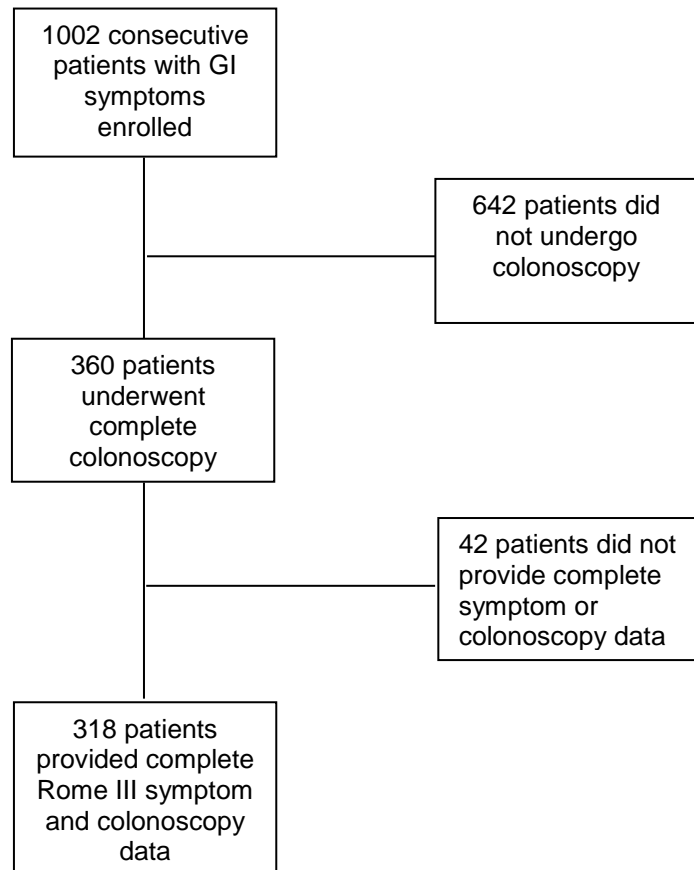 1002 consecutive
patients with GI
symptoms
enrolled
642 patients did
not undergo
colonoscopy
360 patients
underwent
complete
colonoscopy
42 patients did not
provide complete
symptom or
colonoscopy data
318 patients
provided complete
Rome III symptom
and colonoscopy
data